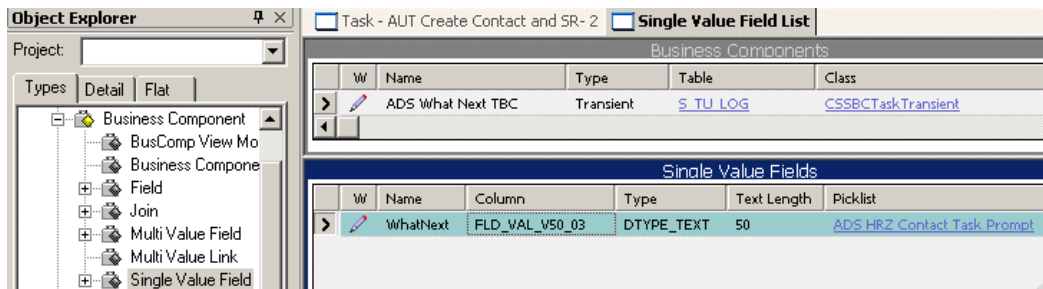 Object Explorer
Task - AUT Create Contact and SR- 2 Single Value Field List
Project:
Types Detail Flat
Business Component
BusComp View Mo
Business Compone
Field
Join
Multi Value Field
Multi Value Link
Single Value Field
Business Components
W Name Type Table Class
ADS What Next TBC Transient S_TU_LOG CSSBCTaskTransient
Single Value Fields
W Name Column Type Text Length Picklist
WhatNext FLD_VAL_V50_03 DTYPE_TEXT 50 ADS HRZ Contact Task Prompt